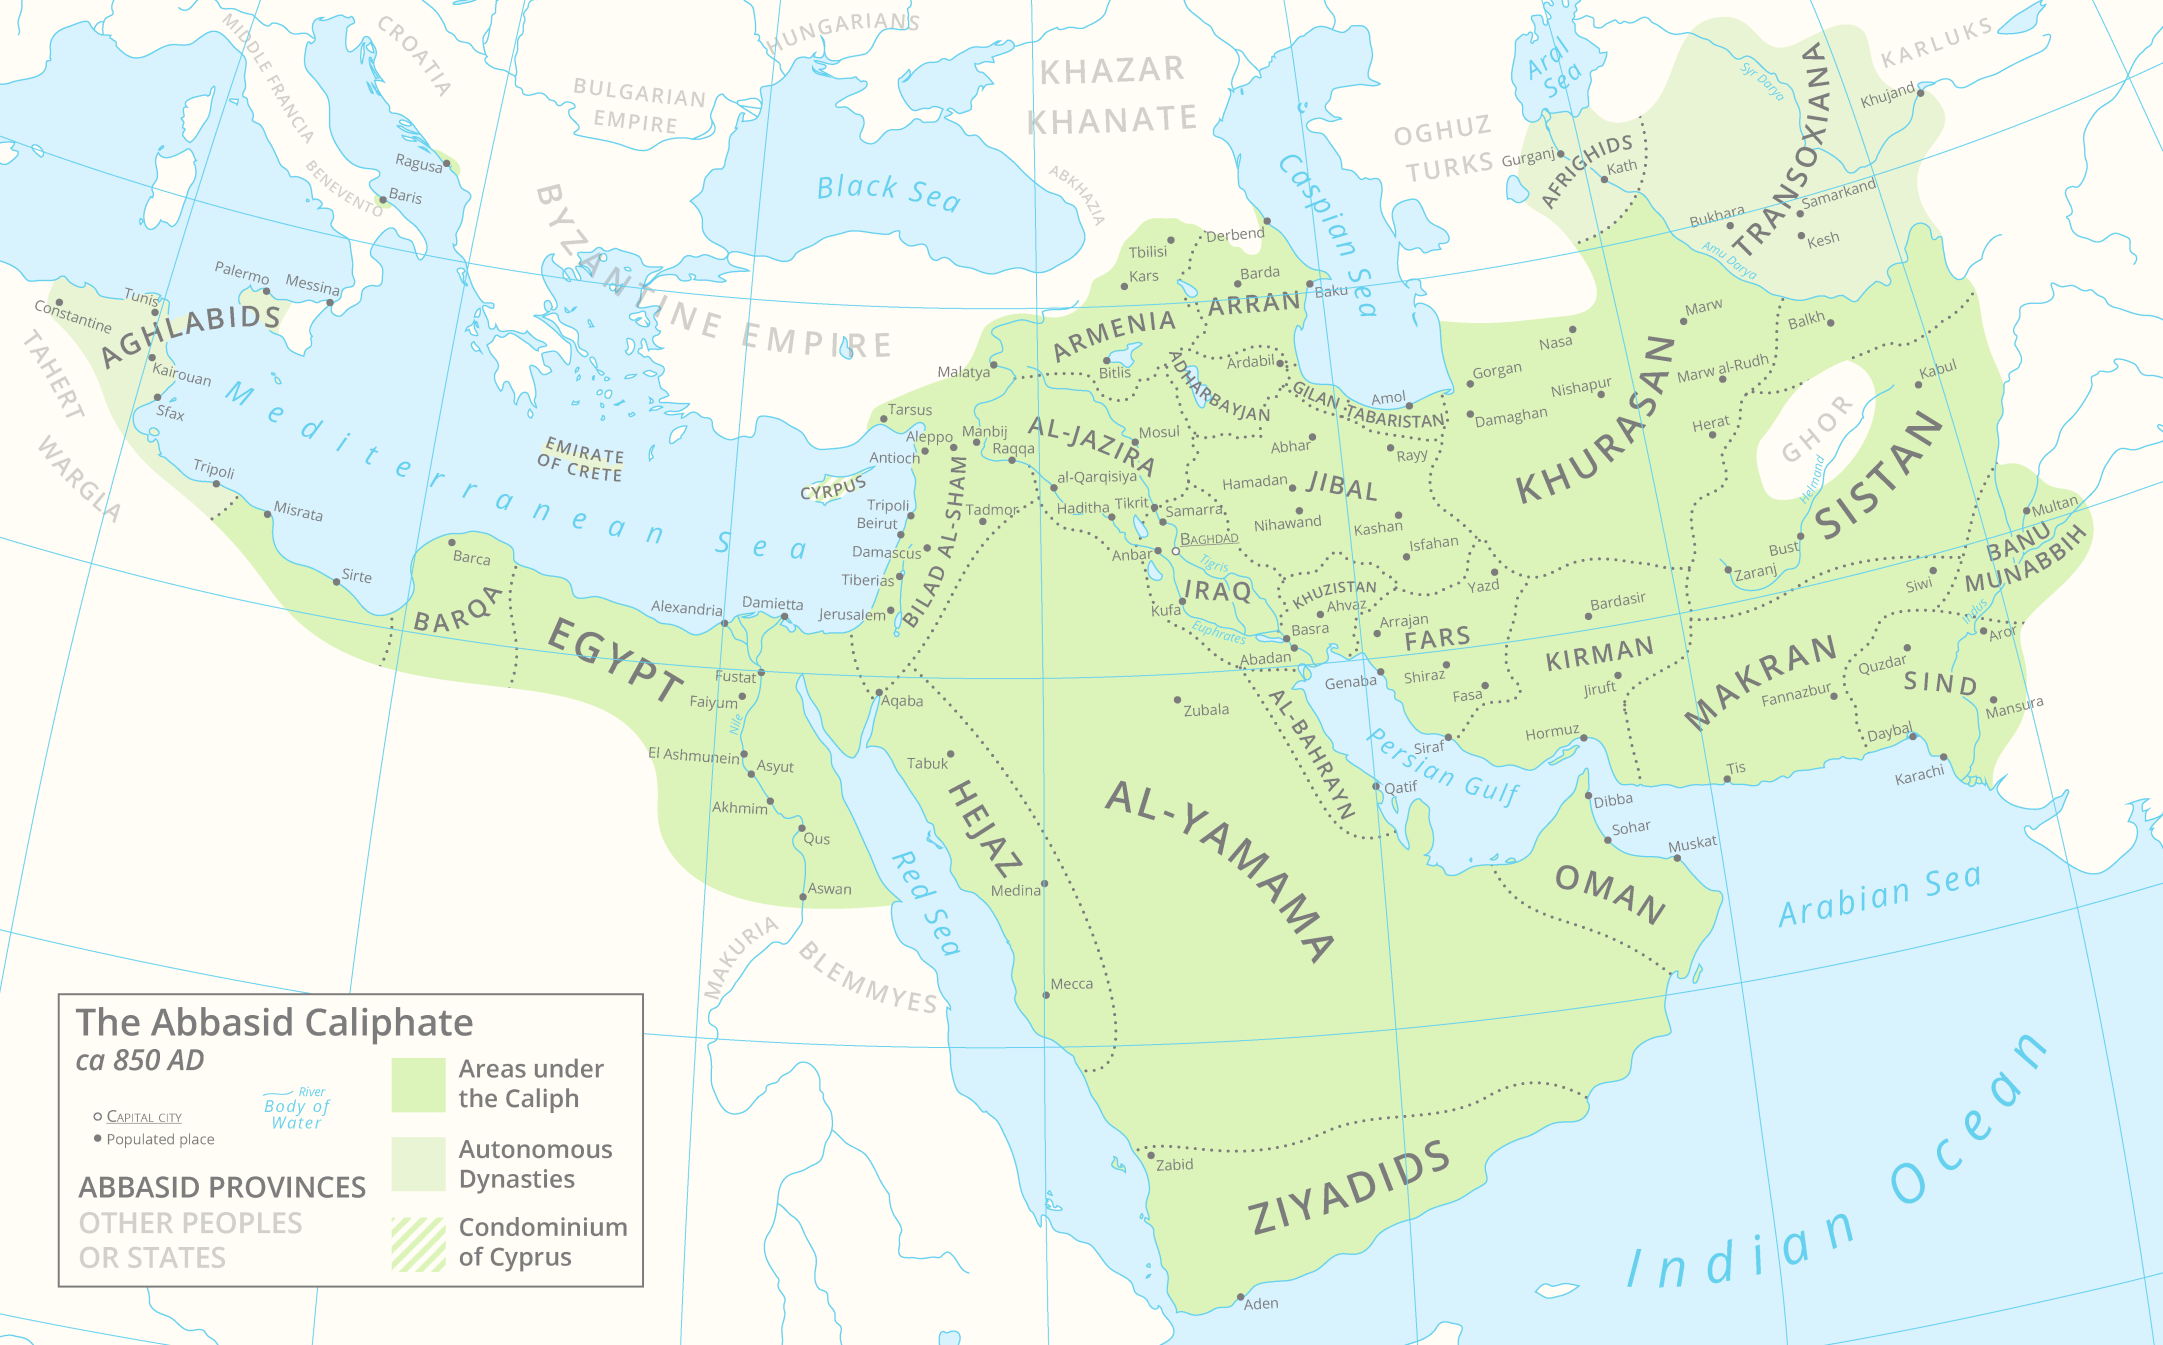 MIDDLE FRANCIA
CROATIA
HUNGARIANS
BULGARIAN
EMPIRE
KHAZAR
KHANATE
OGHUZ
TURKS
Aral
Sea
Syr Darya
TRANSOXIANA
KARLUKS
Khujand
Ragusa
Baris
BENEVENTO
BYZANTINE EMPIRE
Black Sea
ABKHAZIA
Caspian Sea
Gurganj
AFRIGHIDS
Kath
Bukhara
Samarkand
Kesh
Amu Darya
Derbend
Tbilisi
Kars
Barda
ARRAN
Baku
ARMENIA
Bitlis
Malatya
ADHARBAYJAN
Ardabil
GILAN
TABARISTAN
Amol
Palermo
Messina
Tunis
Constantine
AGHLABIDS
Kairouan
Sfax
TAHERT
WARGLA
Tripoli
Misrata
Sirte
Mediterranean Sea
EMIRATE
OF CRETE
CYRPUS
Tarsus
Aleppo
Manbij
Antioch
Raqqa
AL-JAZIRA
Mosul
al-Qarqisiya
Haditha
Tikrit
Samarra
Tripoli
Beirut
Tadmor
Damascus
Tiberias
Jerusalem
BILAD AL-SHAM
Anbar
BAGHDAD
Tigris
IRAQ
Kufa
Euphrates
Basra
Abadan
Abhar
Rayy
Hamadan
JIBAL
Nihawand
Kashan
Isfahan
Yazd
KHUZISTAN
Ahvaz
Arrajan
FARS
Shiraz
Fasa
Genaba
Siraf
Nasa
Gorgan
Damaghan
Nishapur
KHURASAN
Marw
Marw al-Rudh
Balkh
Herat
GHOR
Helmand
Kabul
SISTAN
Bust
Zaranj
Multan
BANU
MUNABBIH
Siwi
Indus
Aror
Quzdar
SIND
Mansura
Daybal
Karachi
Bardasir
KIRMAN
Jiruft
Hormuz
MAKRAN
Fannazbur
Tis
Barca
BARQA
EGYPT
Alexandria
Damietta
Fustat
Faiyum
Nile
El Ashmunein
Asyut
Akhmim
Qus
Aswan
MAKURIA
BLEMMYES
Aqaba
Tabuk
HEJAZ
Medina
Mecca
Red Sea
Zubala
AL-YAMAMA
AL-BAHRAYN
Persian Gulf
Qatif
Dibba
Sohar
Muskat
OMAN
Arabian Sea
Zabid
ZIYADIDS
Aden
Indian Ocean
The Abbasid Caliphate
ca 850 AD
CAPITAL CITY
Populated place
River
Body of
Water
ABBASID PROVINCES
OTHER PEOPLES
OR STATES
Areas under
the Caliph
Autonomous
Dynasties
Condominium
of Cyprus